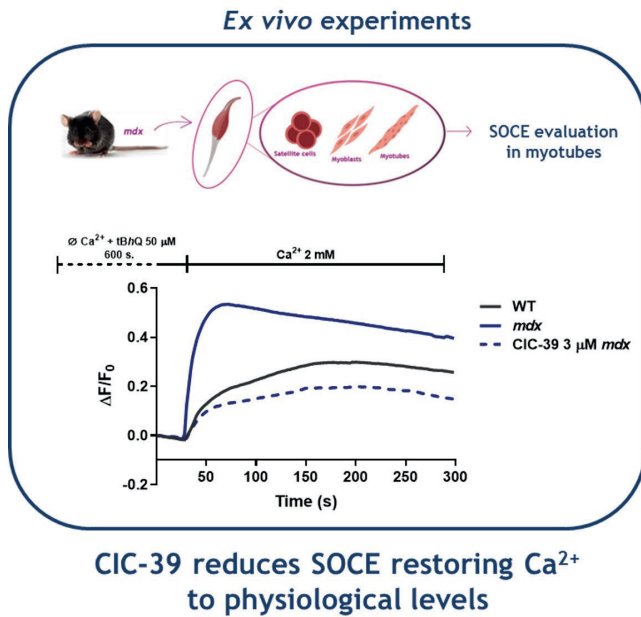 Ex vivo experiments
mdx
Satellite cells
Myoblasts
Myotubes
SOCE evaluation
in myotubes
Ø Ca²⁺ + tBhQ 50 μM
600 s.
Ca²⁺ 2 mM
0.6
0.4
0.2
0.0
-0.2
ΔF/F₀
50
100
150
200
250
300
Time (s)
WT
mdx
CIC-39 3 μM mdx
CIC-39 reduces SOCE restoring Ca²⁺
to physiological levels